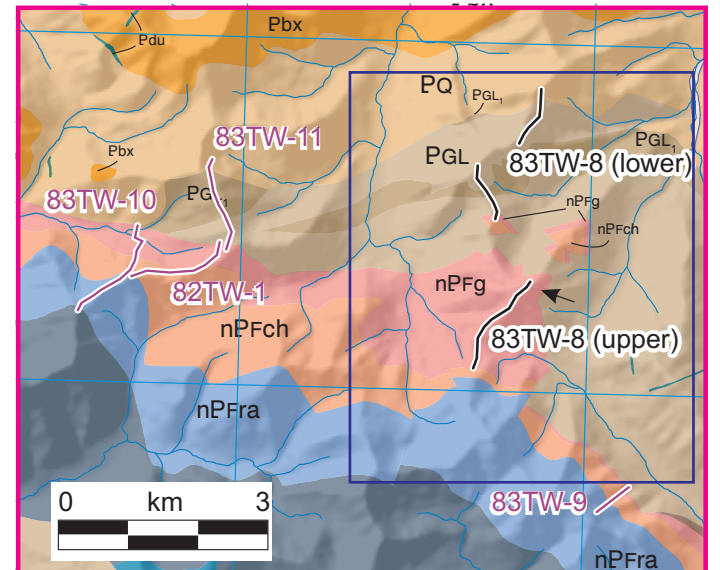 Pbx
Pdu
PQ
PGL1
83TW-11
PGL1
Pbx
PGL
83TW-8 (lower)
83TW-10
PGL1
nPFg
nPFch
82TW-1
nPFg
nPFch
83TW-8 (upper)
nPFra
0 km 3
83TW-9
nPFra